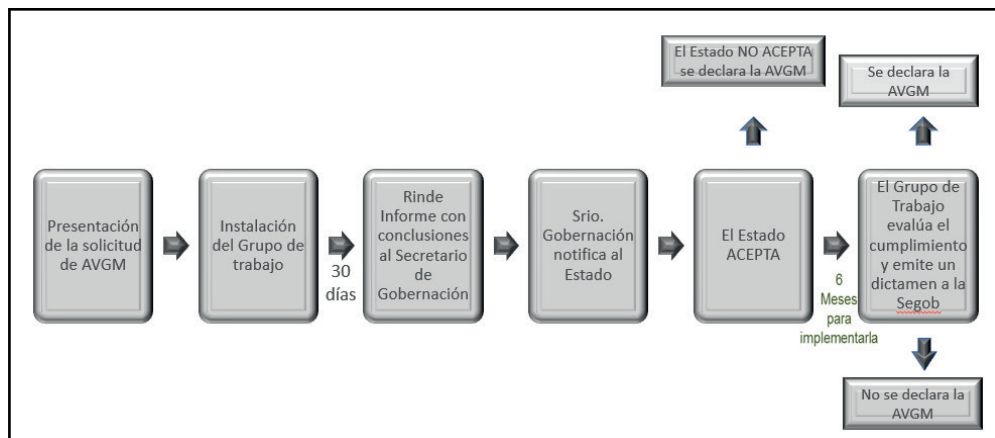 El Estado NO ACEPTA
se declara la AVGM
Se declara la
AVGM
Presentación
de la solicitud
de AVGM
Instalación
del Grupo de
trabajo
30
días
Rinde
Informe con
conclusiones
al Secretario
de
Gobernación
Srio.
Gobernación
notifica al
Estado
El Estado
ACEPTA
6
Meses
para
implementarla
El Grupo de
Trabajo
evalúa el
cumplimiento
y emite un
dictamen a la
Segob
No se declara la
AVGM